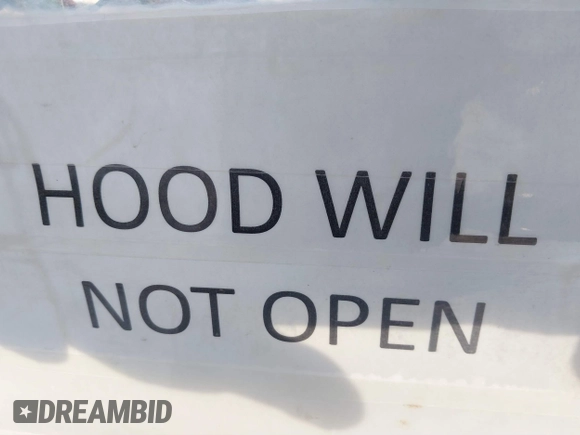 HOOD WILL
NOT OPEN
DREAMBID